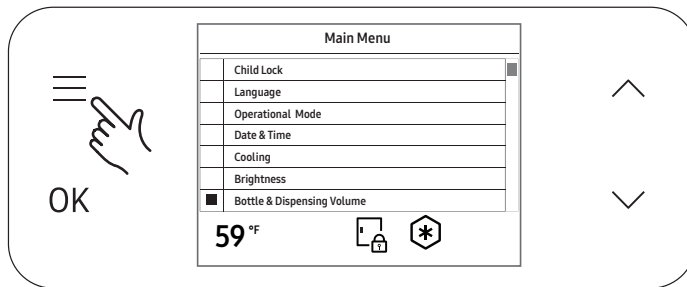 Main Menu
Child Lock
Language
Operational Mode
Date & Time
Cooling
Brightness
OK
Bottle & Dispensing Volume
59 °F